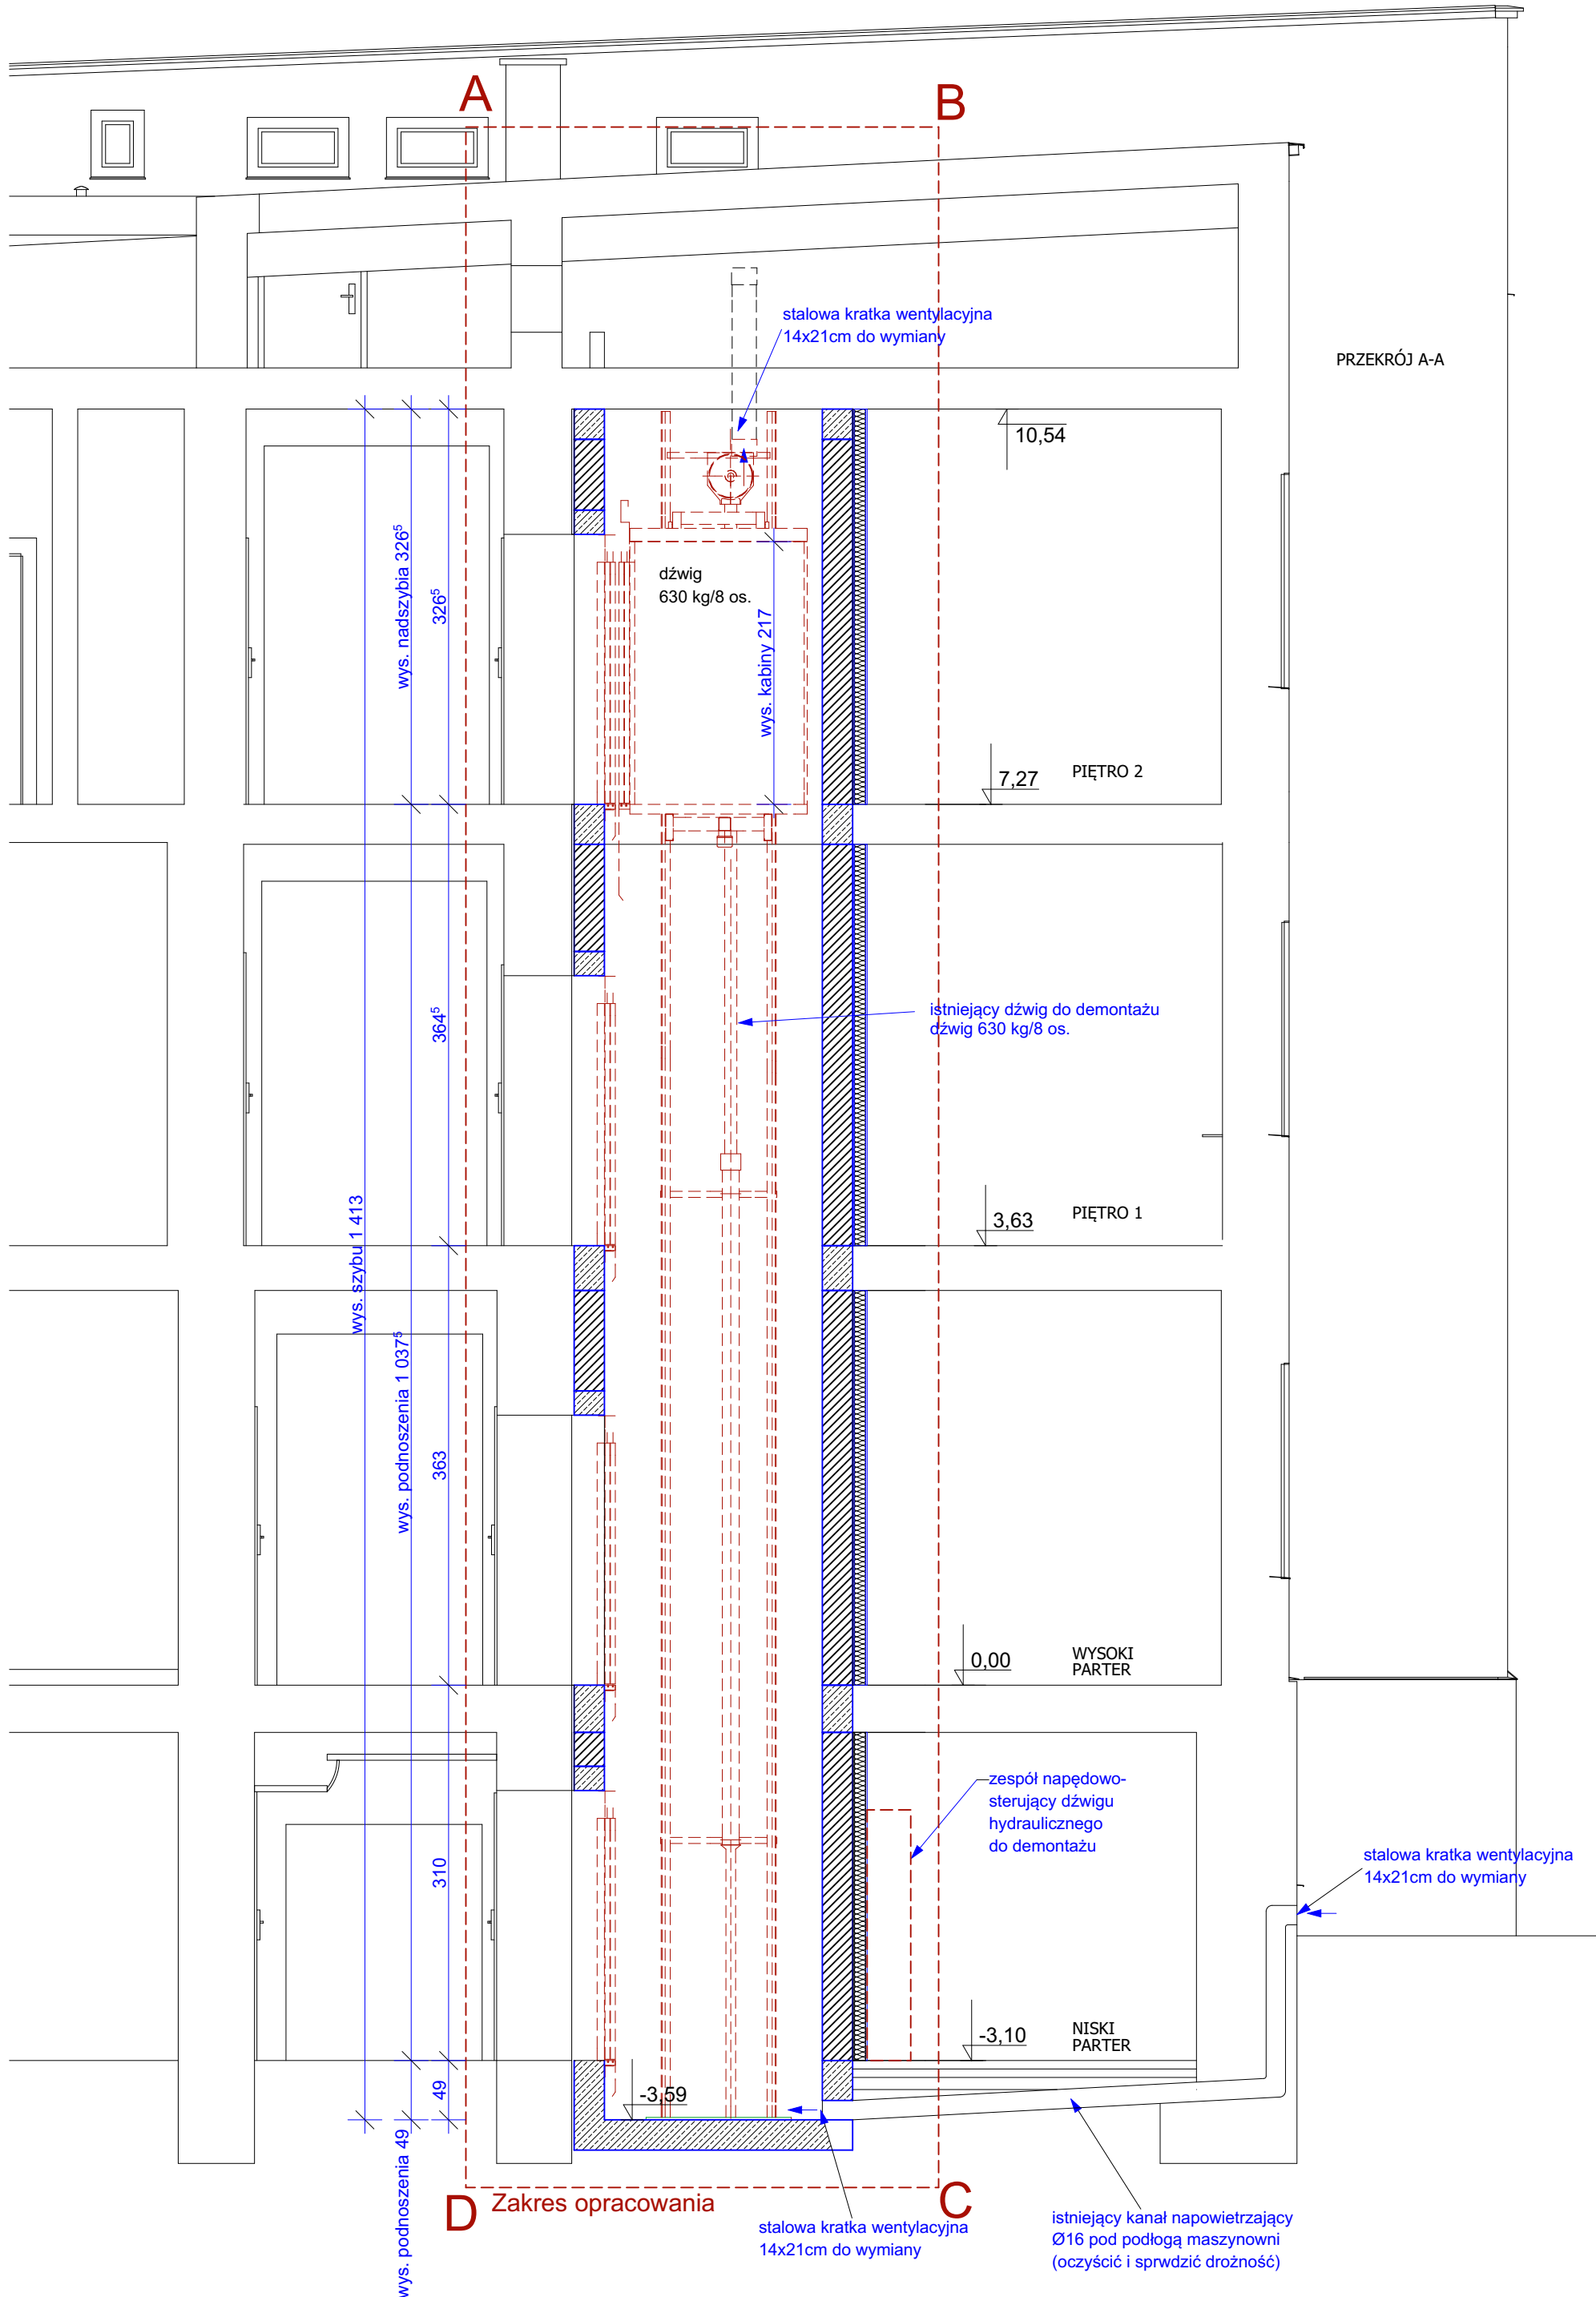 A
B
stalowa kratka wentylacyjna
14x21cm do wymiany
PRZEKRÓJ A-A
10,54
wys. nadszybia 326⁵
326⁵
dźwig
630 kg/8 os.
wys. kabiny 217
7,27
PIĘTRO 2
istniejący dźwig do demontażu
dźwig 630 kg/8 os.
364⁵
3,63
PIĘTRO 1
wys. szybu 1 413
wys. podnoszenia 1 037⁵
363
0,00
WYSOKI
PARTER
zespół napędowo-
sterujący dźwigu
hydraulicznego
do demontażu
310
stalowa kratka wentylacyjna
14x21cm do wymiany
-3,10
NISKI
PARTER
49
-3,59
wys. podnoszenia 49
D
Zakres opracowania
C
stalowa kratka wentylacyjna
14x21cm do wymiany
istniejący kanał napowietrzający
Ø16 pod podłogą maszynowni
(oczyścić i sprwdzić drożność)